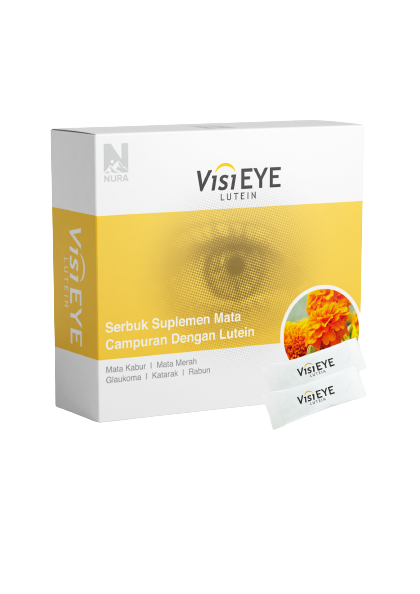 N
NURA
VISIEYE
LUTEIN
Serbuk Suplemen Mata
Campuran Dengan Lutein
Mata Kabur I Mata Merah
Glaukoma I Katarak I Rabun
VISIEYE
LUTEIN
VISIEYE
LUTEIN
VISIEYE
LUTEIN